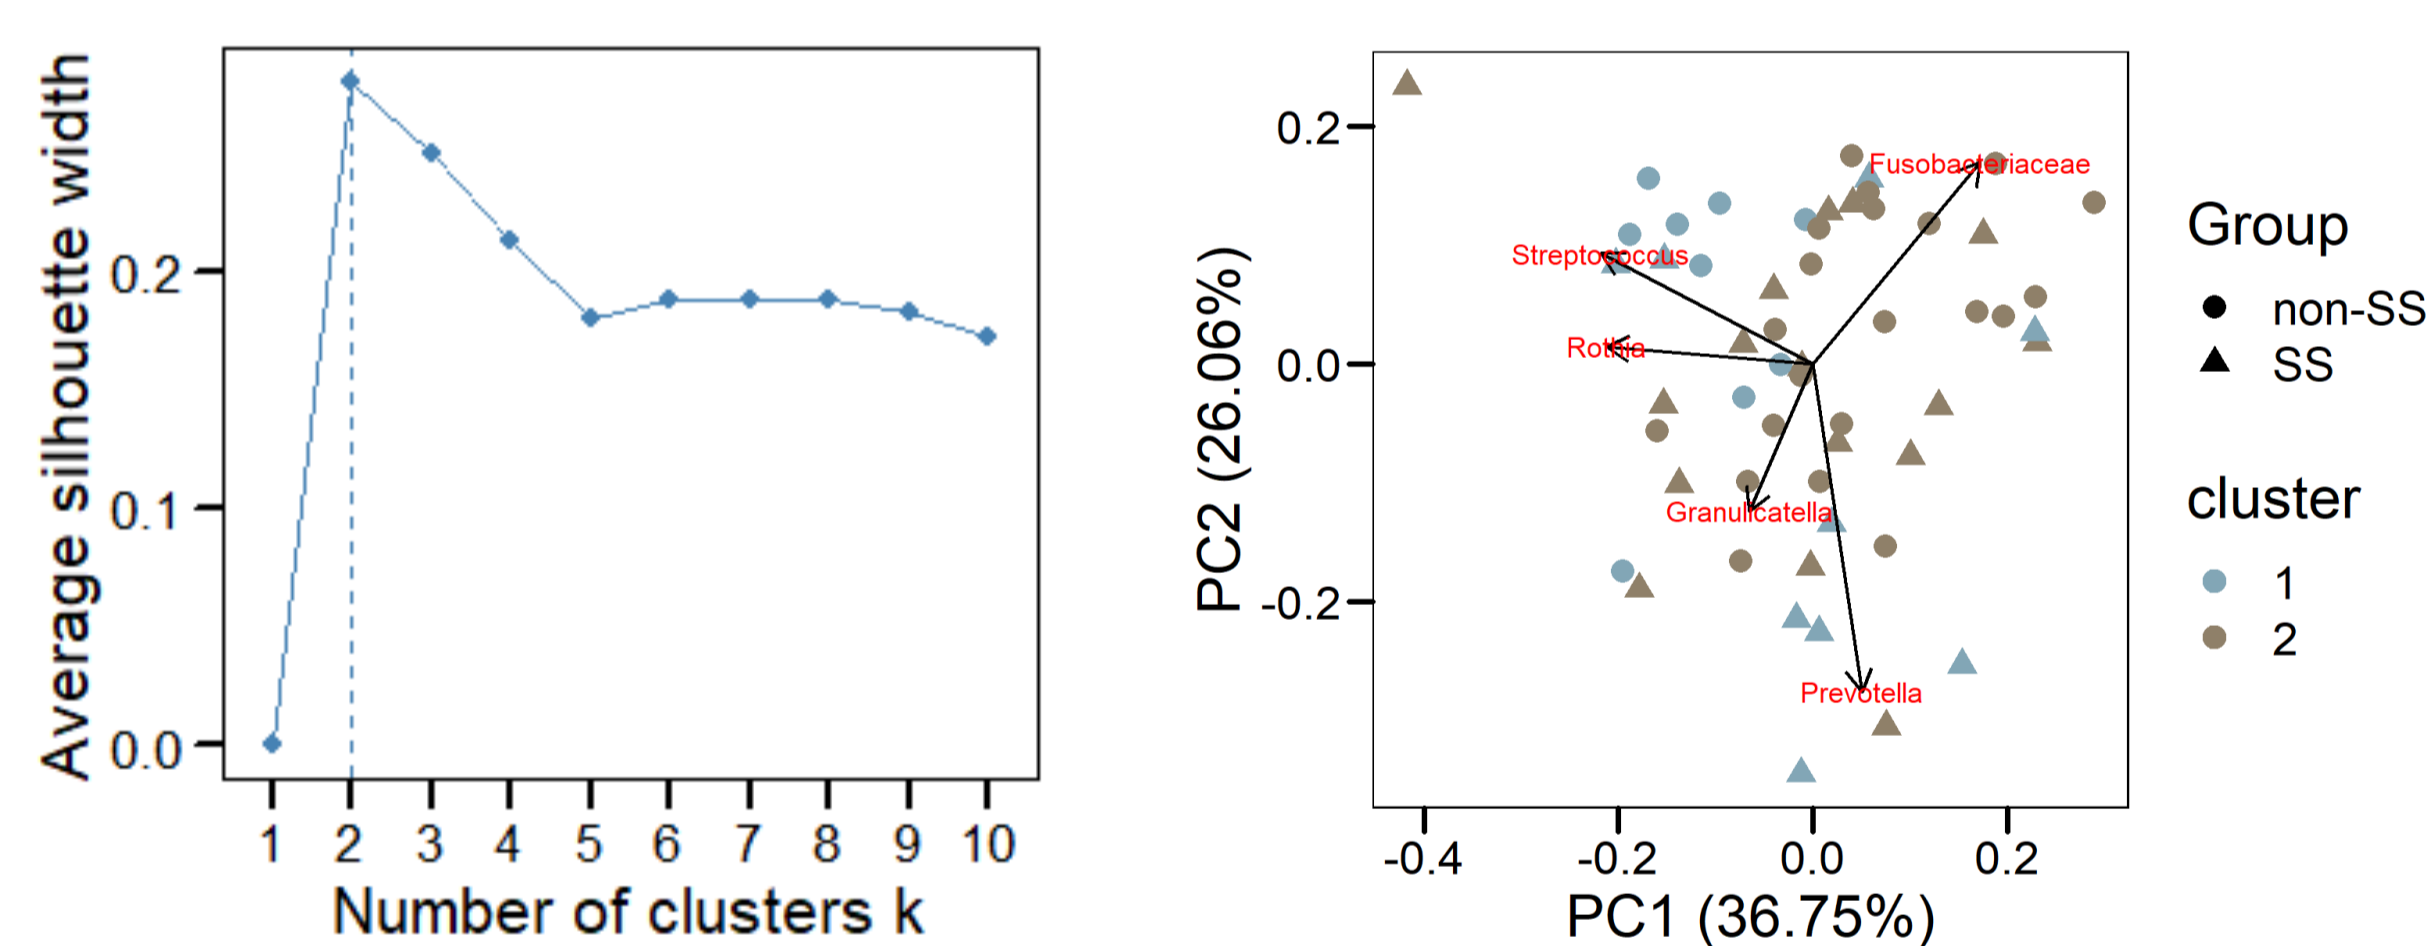 Average silhouette width
0.2
0.1
0.0
1 2 3 4 5 6 7 8 9 10
Number of clusters k
PC2 (26.06%)
0.2
0.0
-0.2
Fusobacteriaceae
Streptococcus
Rothia
Granulicatella
Prevotella
-0.4 -0.2 0.0 0.2
PC1 (36.75%)
Group
non-SS
SS
cluster
1
2